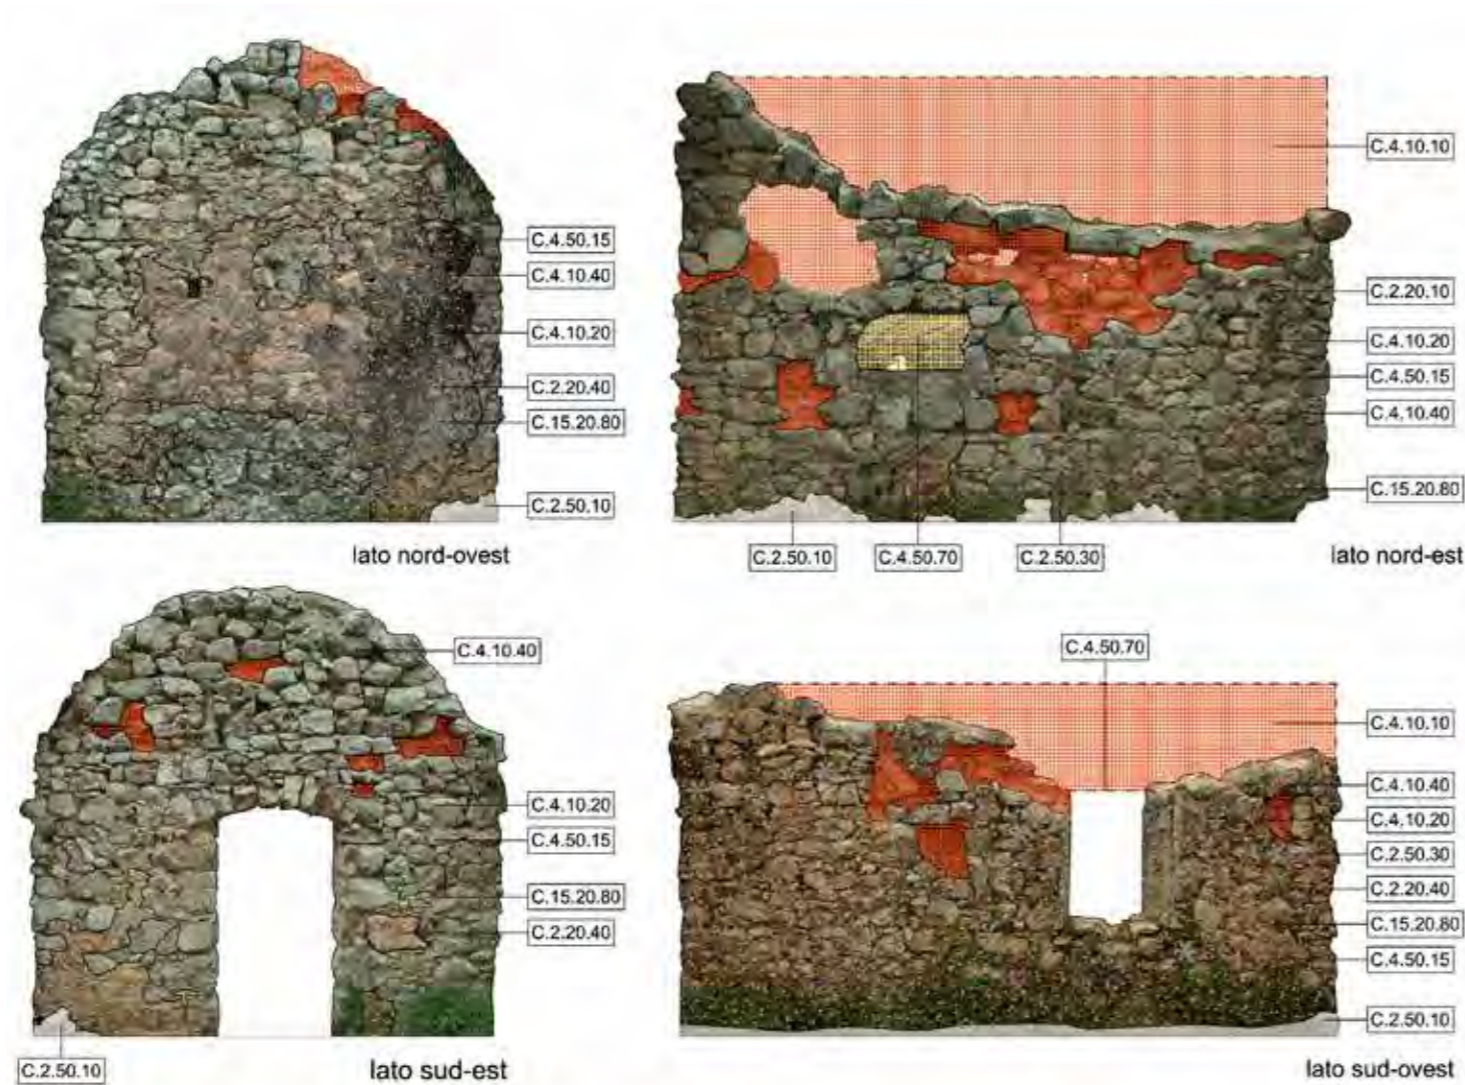 C.4.50.15
C.4.10.40
C.4.10.20
C.2.20.40
C.15.20.80
C.2.50.10
lato nord-ovest
C.4.10.10
C.2.20.10
C.4.10.20
C.4.50.15
C.4.10.40
C.15.20.80
C.2.50.10 C.4.50.70 C.2.50.30
lato nord-est
C.4.10.40
C.4.10.20
C.4.50.15
C.15.20.80
C.2.20.40
C.2.50.10
lato sud-est
C.4.50.70
C.4.10.10
C.4.10.40
C.4.10.20
C.2.50.30
C.2.20.40
C.15.20.80
C.4.50.15
C.2.50.10
lato sud-ovest